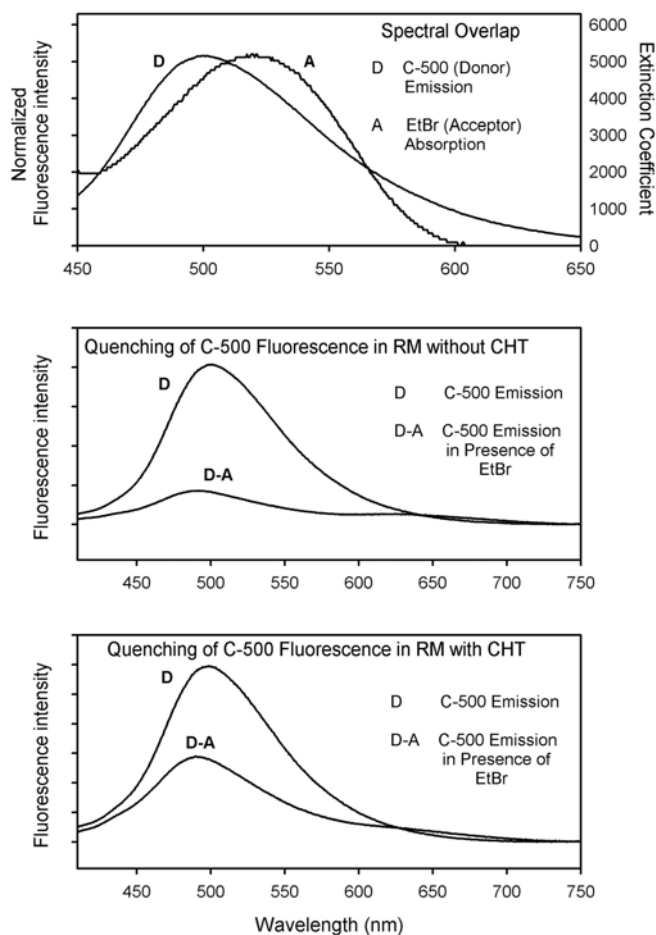 Spectral Overlap
D
A
D C-500 (Donor)
Emission
A EtBr (Acceptor)
Absorption
Normalized
Fluorescence intensity
6000
5000
4000
3000
2000
1000
0
Extinction Coefficient
450 500 550 600 650
Quenching of C-500 Fluorescence in RM without CHT
D
D C-500 Emission
D-A C-500 Emission
in Presence of
EtBr
D-A
Fluorescence intensity
450 500 550 600 650 700 750
Quenching of C-500 Fluorescence in RM with CHT
D
D C-500 Emission
D-A C-500 Emission
in Presence of
EtBr
D-A
Fluorescence intensity
450 500 550 600 650 700 750
Wavelength (nm)